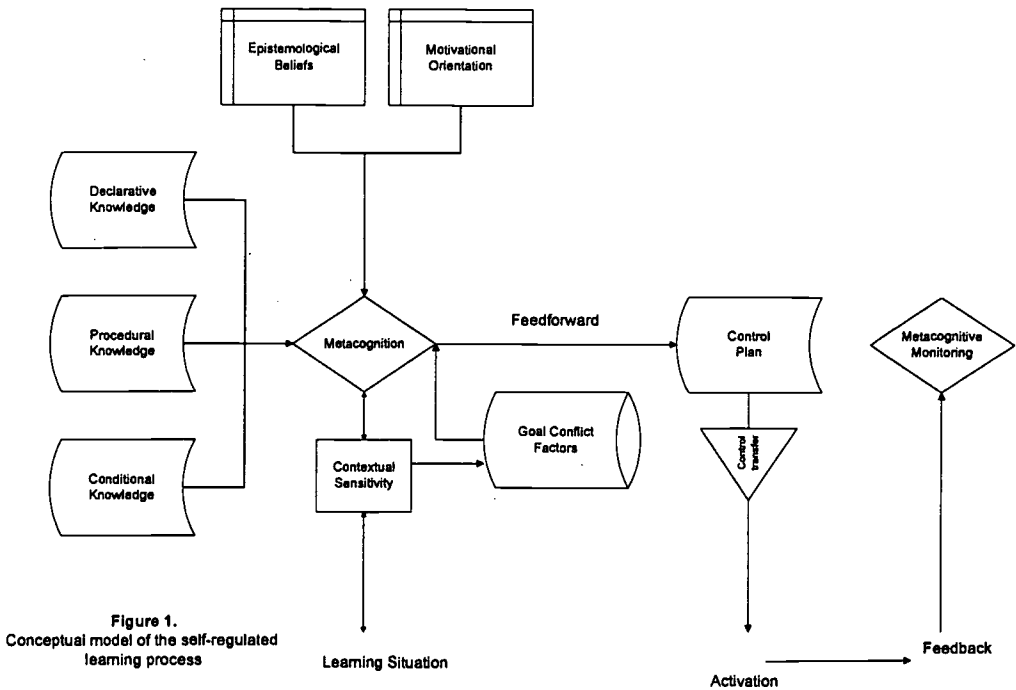 Epistemological
Beliefs
Motivational
Orientation
Declarative
Knowledge
Procedural
Knowledge
Metacognition
Feedforward
Control
Plan
Metacognitive
Monitoring
Goal Conflict
Factors
Control
transfer
Contextual
Sensitivity
Conditional
Knowledge
Figure 1.
Conceptual model of the self-regulated
learning process
Learning Situation
Activation
Feedback